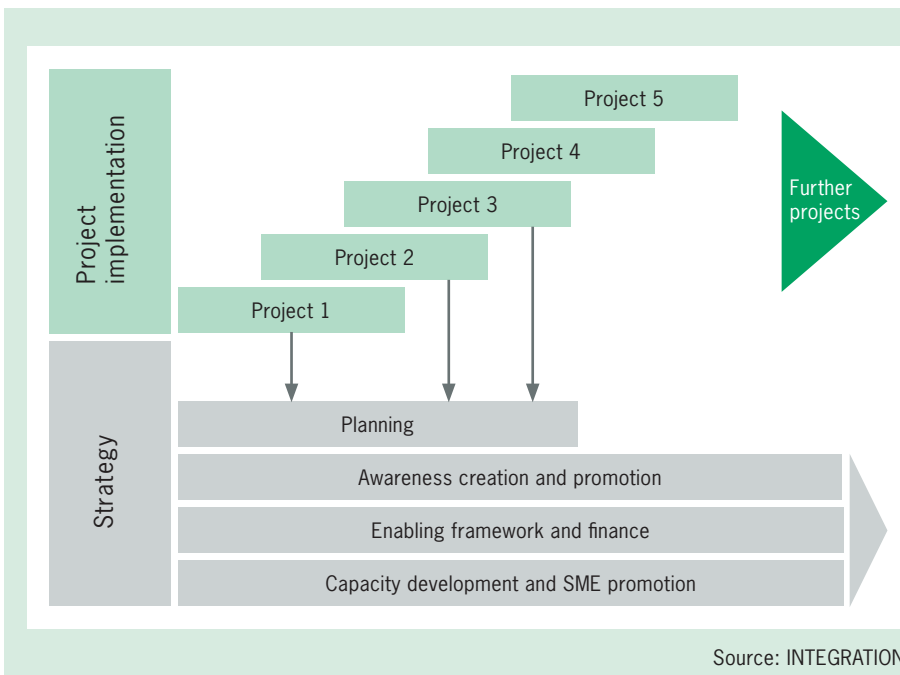 Project
implementation
Project 5
Project 4
Project 3
Project 2
Project 1
Further
projects
Strategy
Planning
Awareness creation and promotion
Enabling framework and finance
Capacity development and SME promotion
Source: INTEGRATION